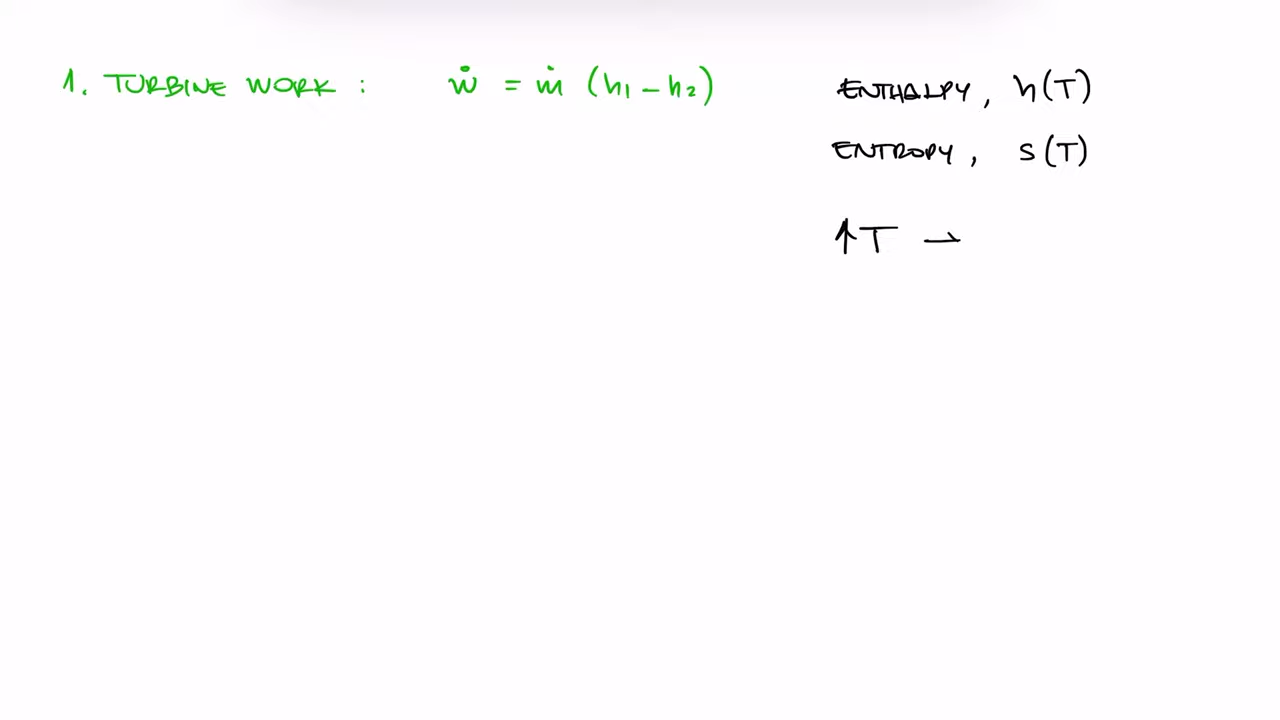 1. TURBINE WORK : ẇ = ṁ (h₁ − h₂)
ENTHALPY, h(T)
ENTROPY, s(T)
↑T →